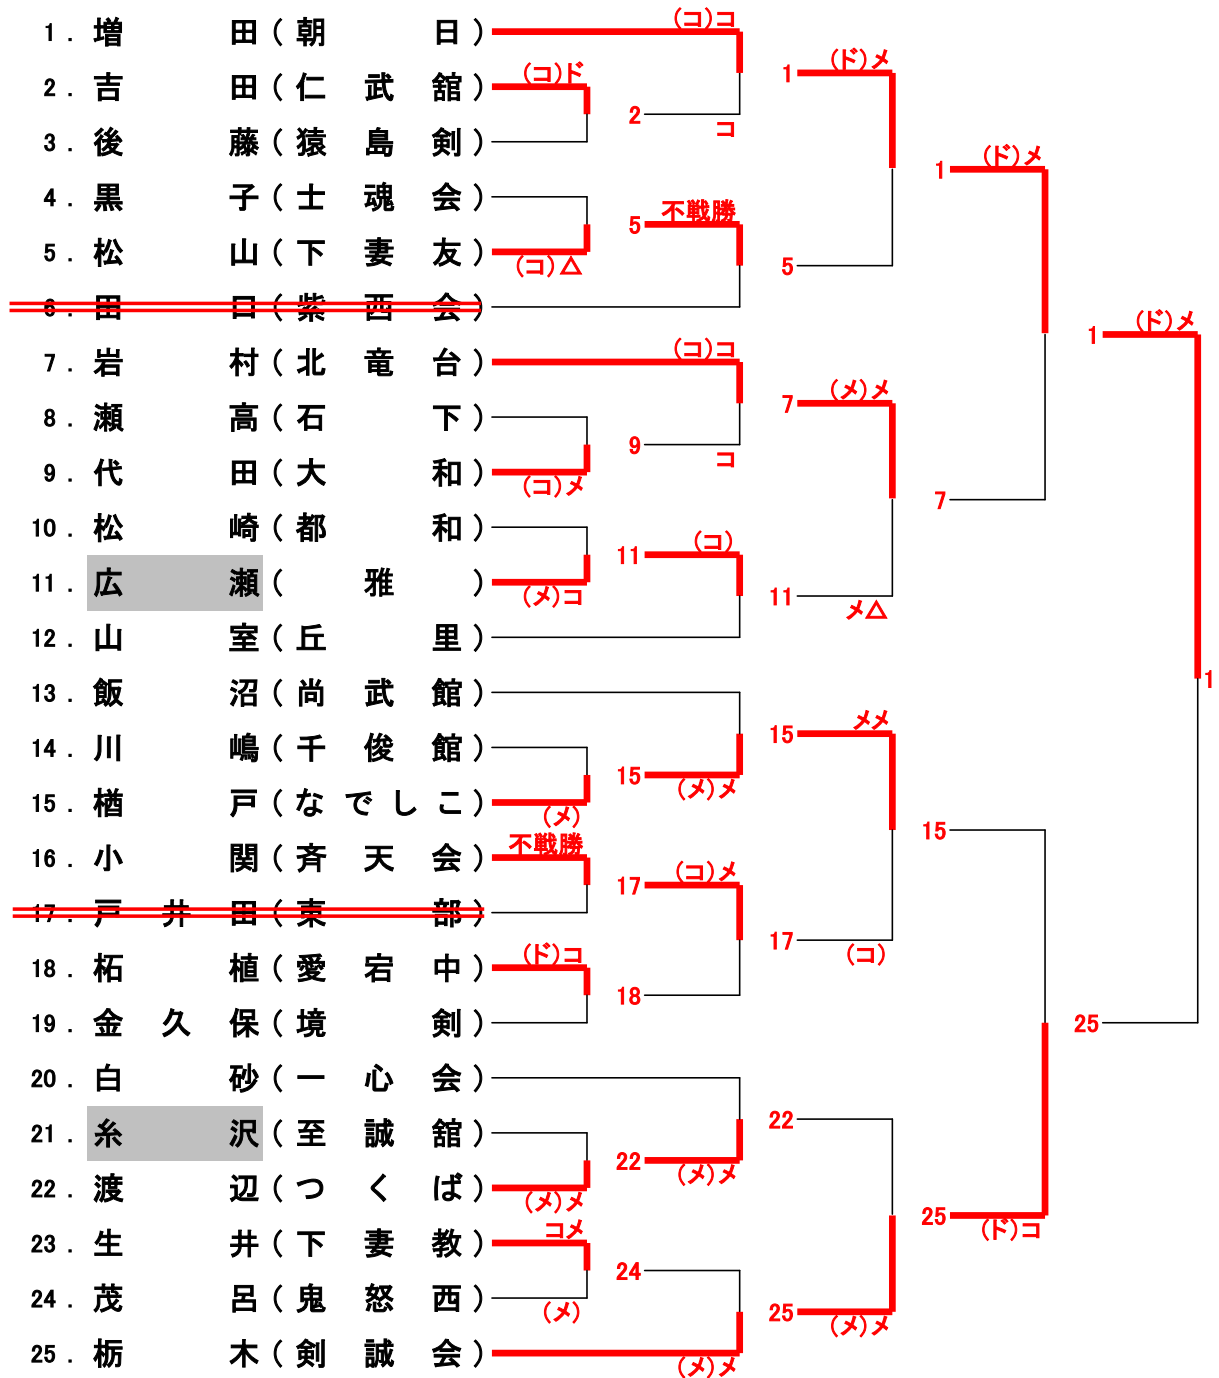 1. 増田(朝日)
(コ)コ
(ド)メ
2. 吉田(仁武舘)
(コ)ド
1
2
コ
3. 後藤(猿島剣)
(ド)メ
1
4. 黒子(士魂会)
不戦勝
5
5. 松山(下妻友)
(コ)△
5
6. 田口(紫西会)
(ド)メ
1
7. 岩村(北竜台)
(コ)コ
(メ)メ
7
8. 瀬高(石下)
9
コ
9. 代田(大和)
(コ)メ
7
10. 松崎(都和)
(コ)
11
11. 広瀬(雅)
(メ)コ
11
メ△
12. 山室(丘里)
1
13. 飯沼(尚武館)
メメ
15
14. 川嶋(千俊館)
15
(メ)メ
15. 楢戸(なでしこ)
(メ)
15
16. 小関(斉天会)
不戦勝
(コ)メ
17
17. 戸井田(東部)
17
(コ)
18. 柘植(愛宕中)
(ド)コ
18
19. 金久保(境剣)
25
20. 白砂(一心会)
22
21. 糸沢(至誠舘)
22
(メ)メ
22. 渡辺(つくば)
(メ)メ
25
(ド)コ
23. 生井(下妻教)
コメ
24
24. 茂呂(鬼怒西)
(メ)
25
(メ)メ
25. 栃木(剣誠会)
(メ)メ